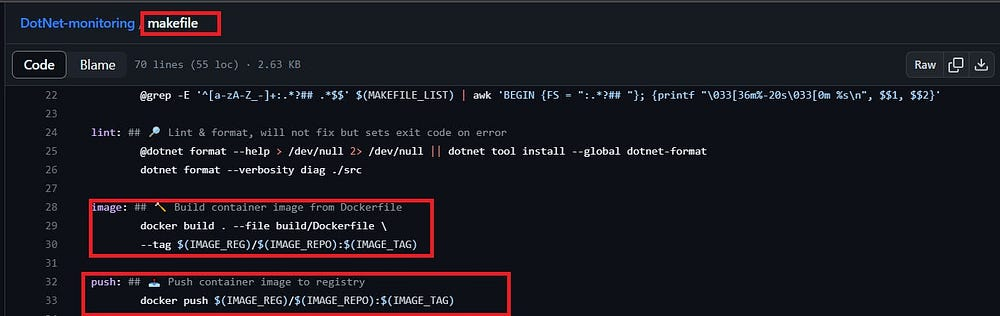 DotNet-monitoring / makefile
Code Blame 70 lines (55 loc) · 2.63 KB Raw
22 @grep -E '^[a-zA-Z_-]+:.*?## .*$$' $(MAKEFILE_LIST) | awk 'BEGIN {FS = ":.*?## "}; {printf "\033[36m%-20s\033[0m %s\n", $$1, $$2}'
23
24 lint: ## 🔎 Lint & format, will not fix but sets exit code on error
25 @dotnet format --help > /dev/null 2> /dev/null || dotnet tool install --global dotnet-format
26 dotnet format --verbosity diag ./src
27
28 image: ## 🔨 Build container image from Dockerfile
29 docker build . --file build/Dockerfile \
30 --tag $(IMAGE_REG)/$(IMAGE_REPO):$(IMAGE_TAG)
31
32 push: ## 📤 Push container image to registry
33 docker push $(IMAGE_REG)/$(IMAGE_REPO):$(IMAGE_TAG)